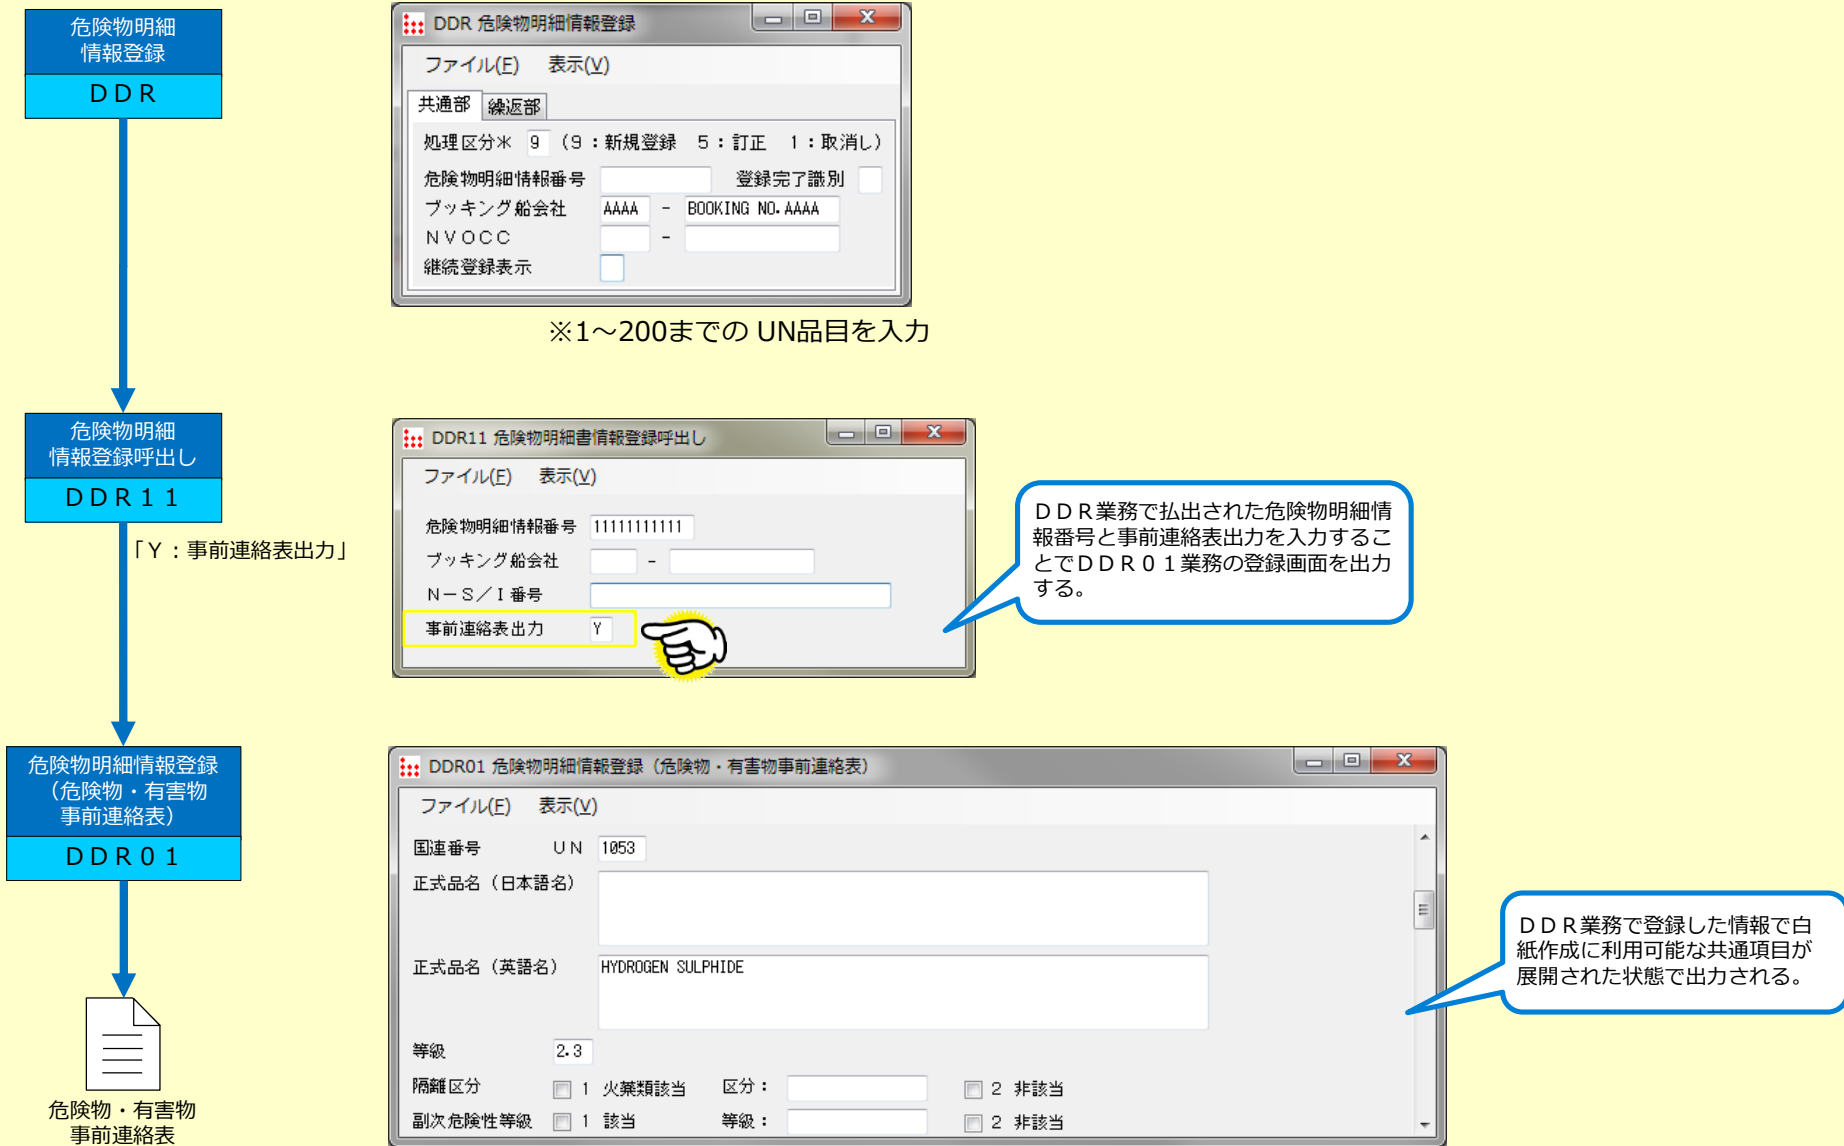 危険物明細
情報登録
ＤＤＲ
DDR 危険物明細情報登録
ファイル(F) 表示(V)
共通部 繰返部
処理区分＊ 9 (９：新規登録 ５：訂正 １：取消し)
危険物明細情報番号 登録完了識別
ブッキング船会社 AAAA － BOOKING NO.AAAA
ＮＶＯＣＣ －
継続登録表示
※1～200までの UN品目を入力
危険物明細
情報登録呼出し
ＤＤＲ１１
「Ｙ：事前連絡表出力」
DDR11 危険物明細書情報登録呼出し
ファイル(F) 表示(V)
危険物明細情報番号 11111111111
ブッキング船会社 －
Ｎ－Ｓ／Ｉ番号
事前連絡表出力 Y
ＤＤＲ業務で払出された危険物明細情
報番号と事前連絡表出力を入力するこ
とでＤＤＲ０１業務の登録画面を出力
する。
危険物明細情報登録
（危険物・有害物
事前連絡表）
ＤＤＲ０１
DDR01 危険物明細情報登録（危険物・有害物事前連絡表）
ファイル(F) 表示(V)
国連番号 ＵＮ 1053
正式品名（日本語名）
正式品名（英語名） HYDROGEN SULPHIDE
等級 2.3
隔離区分 1 火薬類該当 区分： 2 非該当
副次危険性等級 1 該当 等級： 2 非該当
ＤＤＲ業務で登録した情報で白
紙作成に利用可能な共通項目が
展開された状態で出力される。
危険物・有害物
事前連絡表